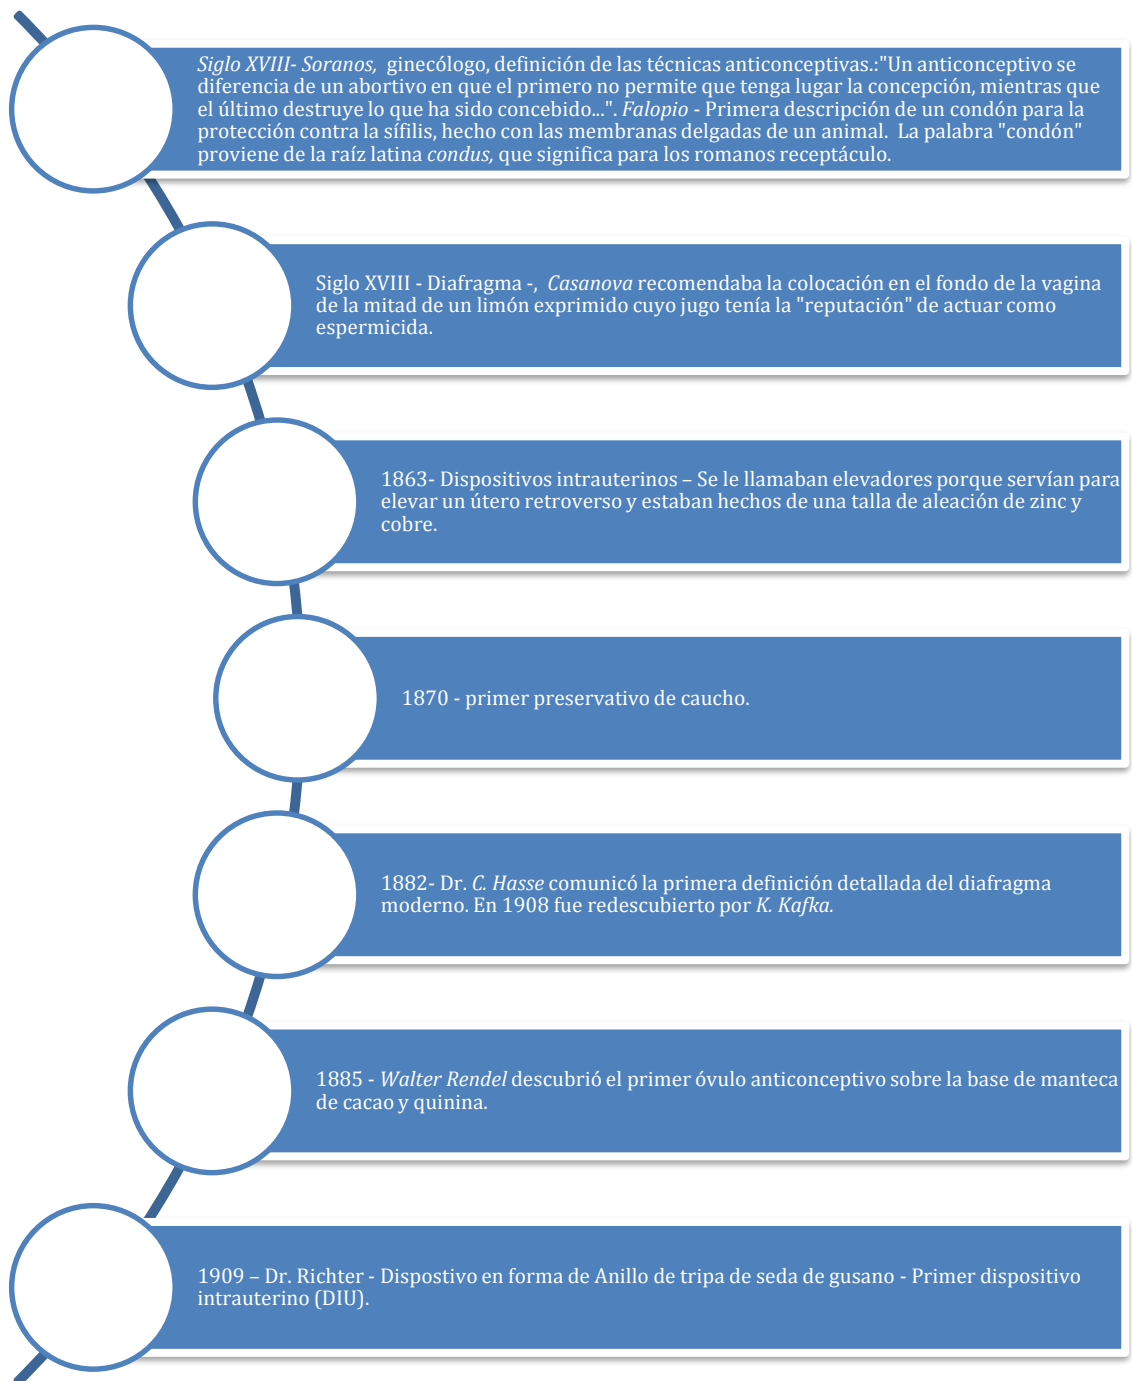 Siglo XVIII- Soranos,  ginecólogo, definición de las técnicas anticonceptivas.:"Un anticonceptivo se
diferencia de un abortivo en que el primero no permite que tenga lugar la concepción, mientras que
el último destruye lo que ha sido concebido...". Falopio - Primera descripción de un condón para la
protección contra la sífilis, hecho con las membranas delgadas de un animal.  La palabra "condón"
proviene de la raíz latina condus, que significa para los romanos receptáculo.
Siglo XVIII - Diafragma -,  Casanova recomendaba la colocación en el fondo de la vagina
de la mitad de un limón exprimido cuyo jugo tenía la "reputación" de actuar como
espermicida.
1863- Dispositivos intrauterinos – Se le llamaban elevadores porque servían para
elevar un útero retroverso y estaban hechos de una talla de aleación de zinc y
cobre.
1870 - primer preservativo de caucho.
1882- Dr. C. Hasse comunicó la primera definición detallada del diafragma
moderno. En 1908 fue redescubierto por K. Kafka.
1885 - Walter Rendel descubrió el primer óvulo anticonceptivo sobre la base de manteca
de cacao y quinina.
1909 – Dr. Richter - Dispostivo en forma de Anillo de tripa de seda de gusano - Primer dispositivo
intrauterino (DIU).